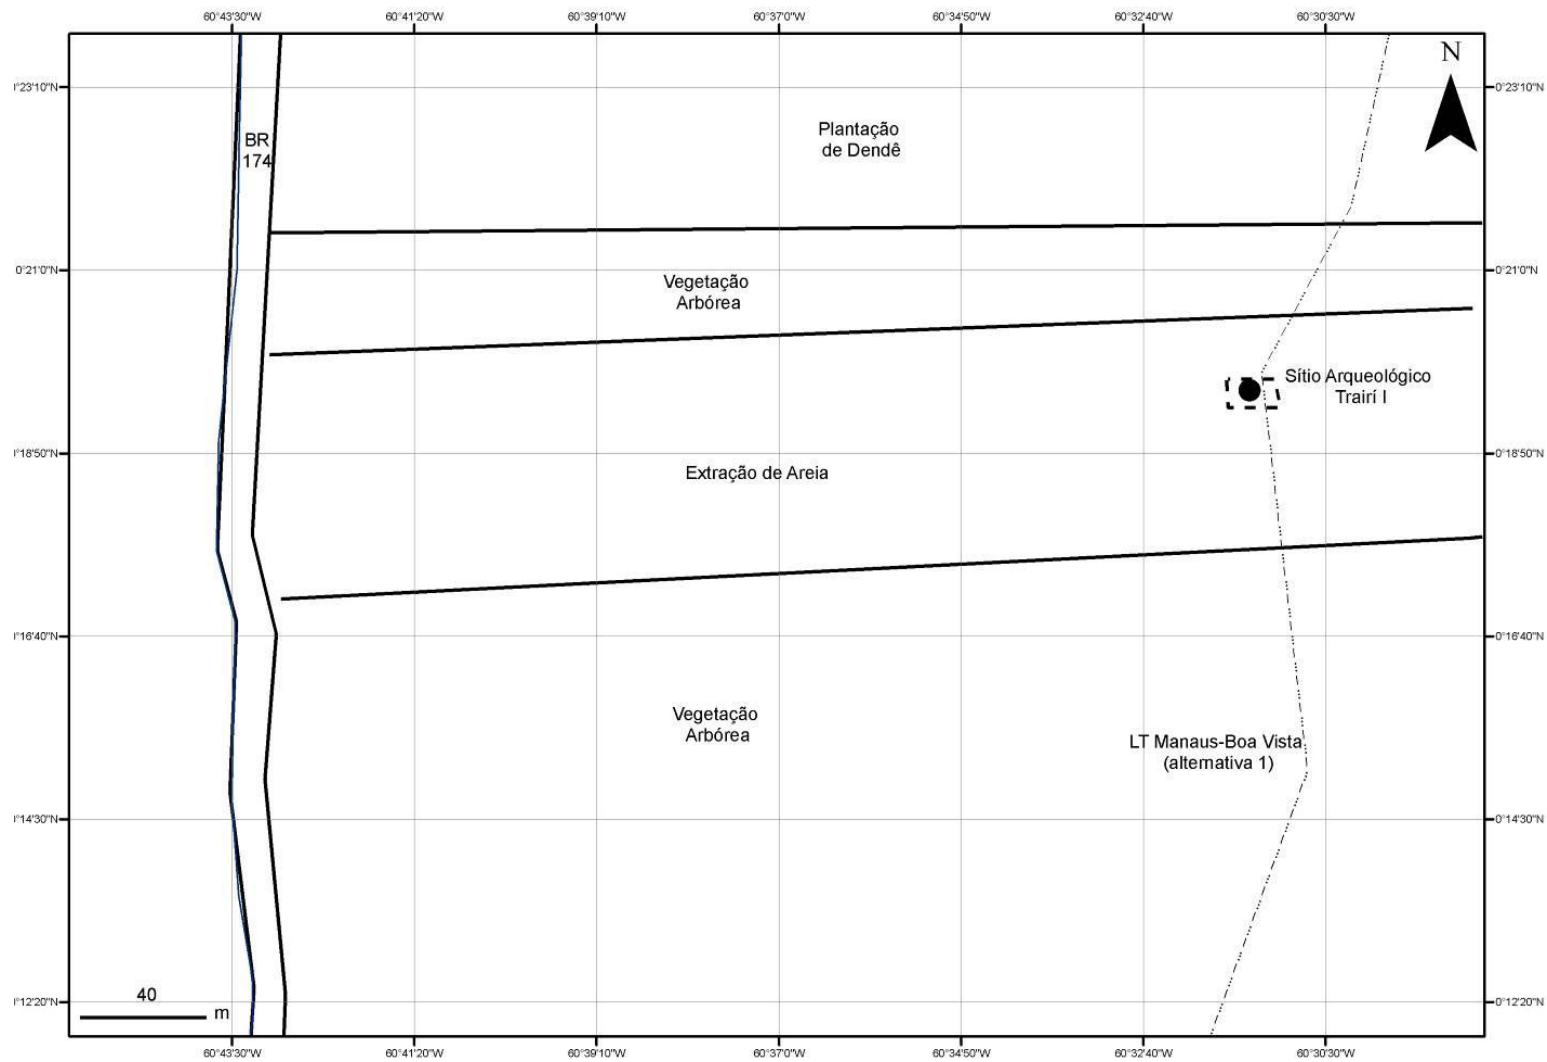 60°43'30"W 60°41'20"W 60°39'10"W 60°37'0"W 60°34'50"W 60°32'40"W 60°30'30"W
N
0°23'10"N
BR
174
Plantação
de Dendê
0°21'0"N 0°21'0"N
Vegetação
Arbórea
Sítio Arqueológico
Trairí I
0°18'50"N
Extração de Areia
0°16'40"N
Vegetação
Arbórea
LT Manaus-Boa Vista
(alternativa 1)
0°14'30"N
0°12'20"N
40
m
60°43'30"W 60°41'20"W 60°39'10"W 60°37'0"W 60°34'50"W 60°32'40"W 60°30'30"W